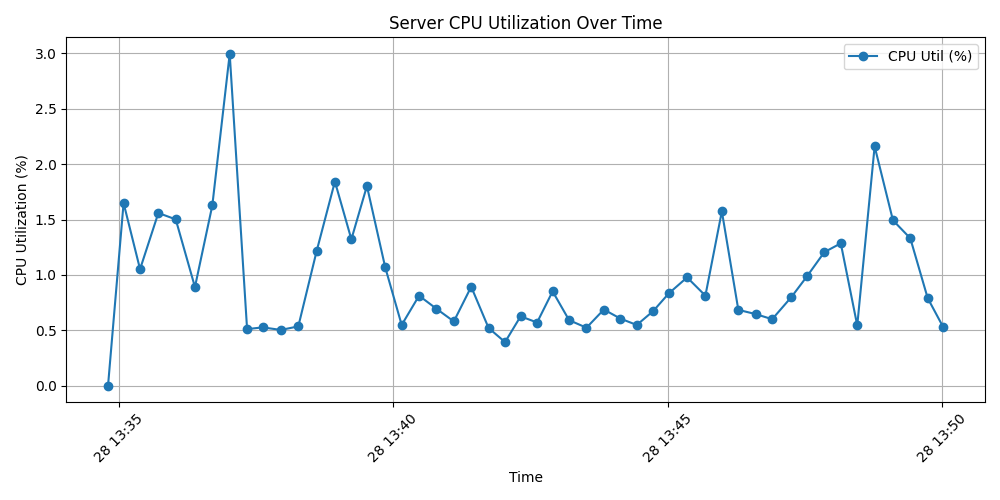 Server CPU Utilization Over Time
CPU Util (%)
3.0
2.5
2.0
1.5
1.0
0.5
0.0
CPU Utilization (%)
28 13:35
28 13:40
28 13:45
28 13:50
Time